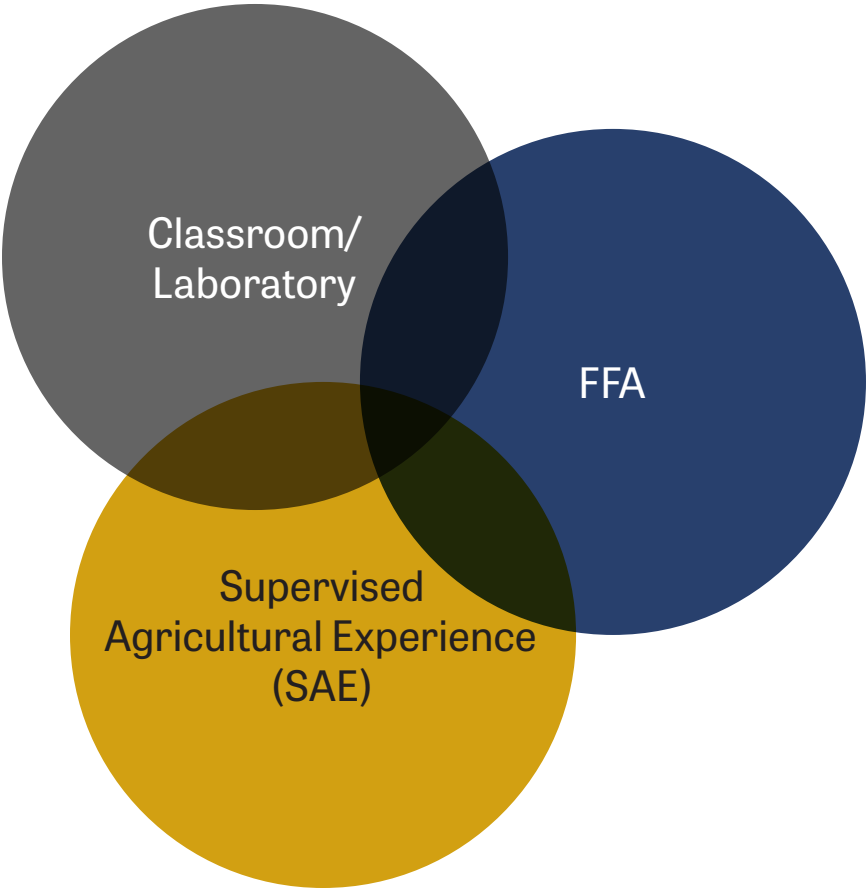 Classroom/
Laboratory
FFA
Supervised
Agricultural Experience
(SAE)